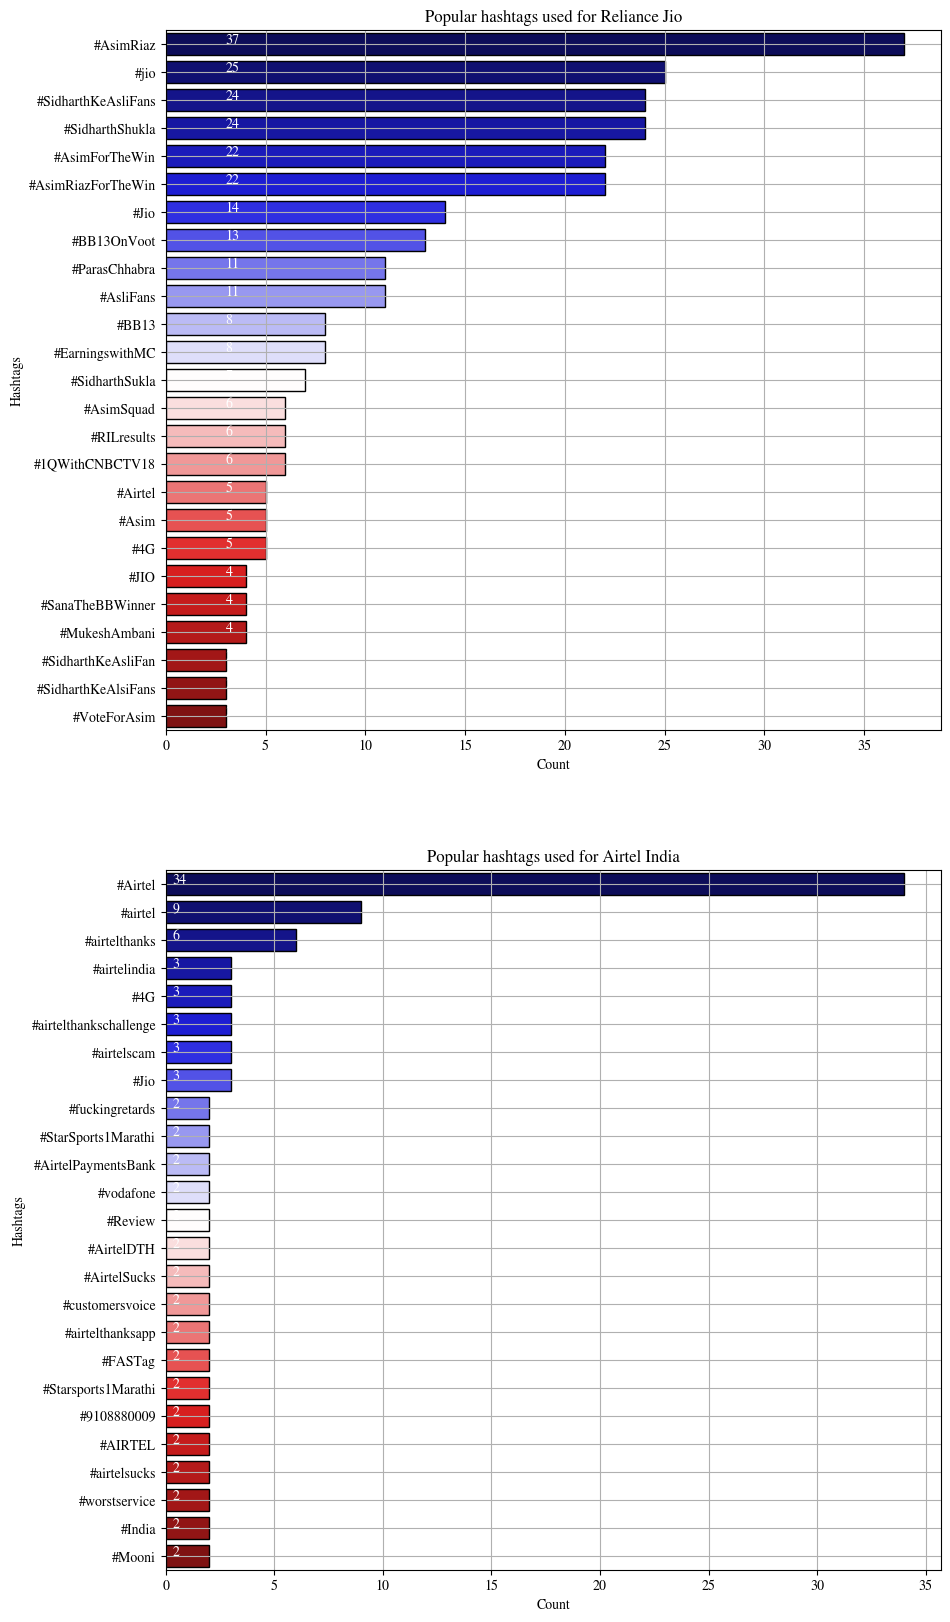 Popular hashtags used for Reliance Jio
#AsimRiaz 37
#jio 25
#SidharthKeAsliFans 24
#SidharthShukla 24
#AsimForTheWin 22
#AsimRiazForTheWin 22
#Jio 14
#BB13OnVoot 13
#ParasChhabra 11
#AsliFans 11
#BB13 8
#EarningswithMC 8
#SidharthSukla
#AsimSquad 6
#RILresults 6
#1QWithCNBCTV18 6
#Airtel 5
#Asim 5
#4G 5
#JIO 4
#SanaTheBBWinner 4
#MukeshAmbani 4
#SidharthKeAsliFan
#SidharthKeAlsiFans
#VoteForAsim
Hashtags
0 5 10 15 20 25 30 35
Count
Popular hashtags used for Airtel India
#Airtel 34
#airtel 9
#airtelthanks 6
#airtelindia 3
#4G 3
#airtelthankschallenge 3
#airtelscam 3
#Jio 3
#fuckingretards 2
#StarSports1Marathi 2
#AirtelPaymentsBank 2
#vodafone 2
#Review
#AirtelDTH 2
#AirtelSucks 2
#customersvoice 2
#airtelthanksapp 2
#FASTag 2
#Starsports1Marathi 2
#9108880009 2
#AIRTEL 2
#airtelsucks 2
#worstservice 2
#India 2
#Mooni 2
Hashtags
0 5 10 15 20 25 30 35
Count